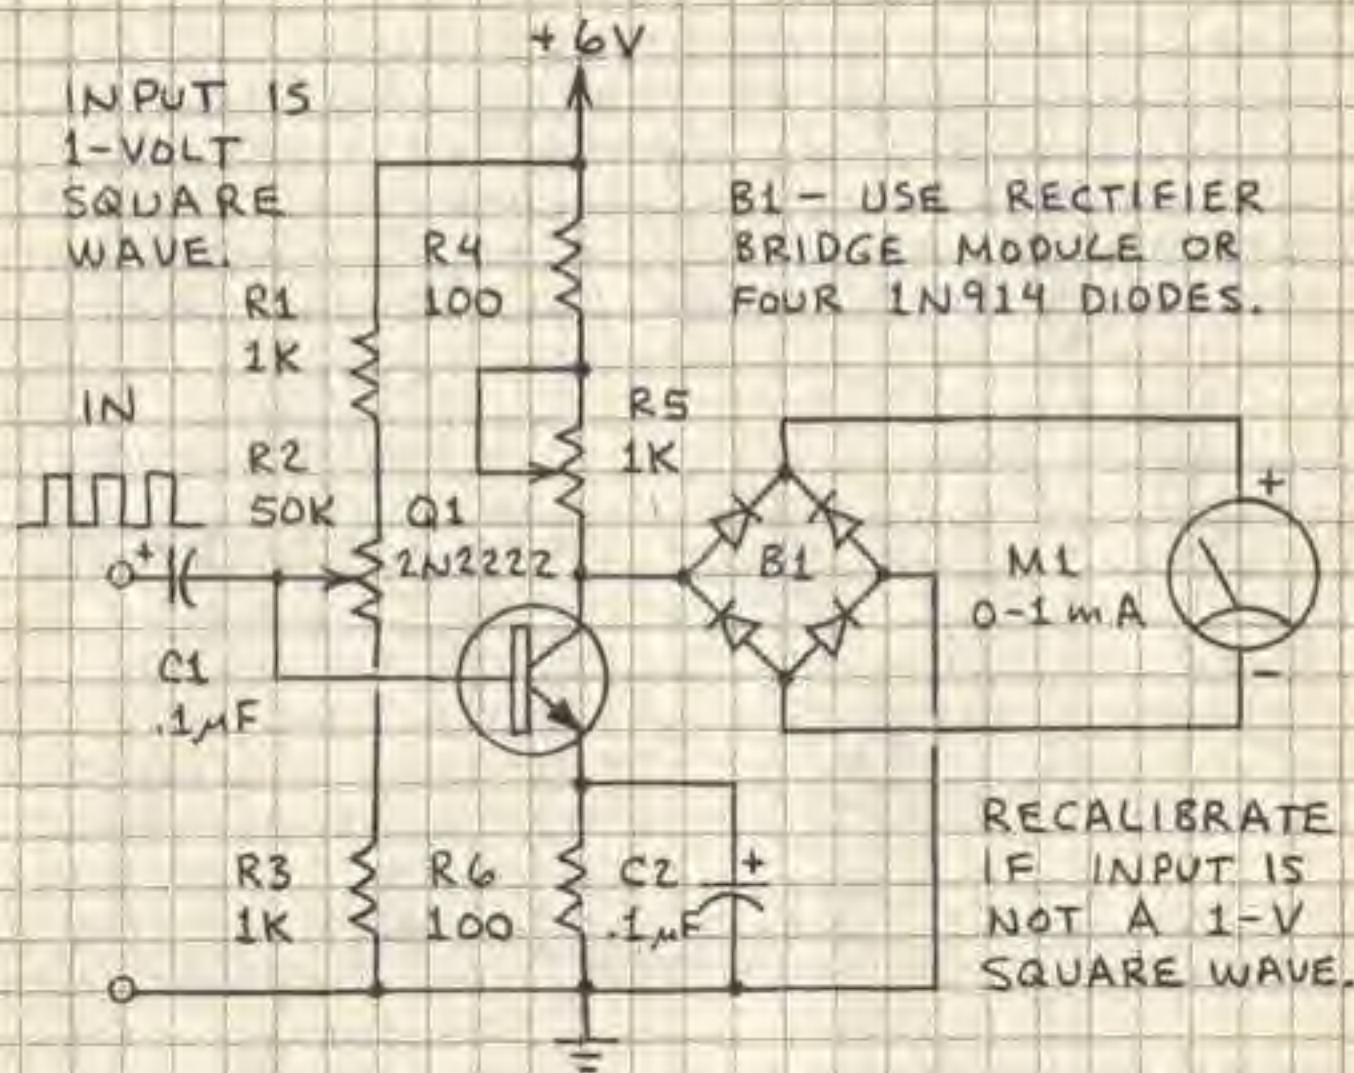 +6V
INPUT IS
1-VOLT
SQUARE
WAVE.
B1 - USE RECTIFIER
BRIDGE MODULE OR
FOUR 1N914 DIODES.
R4
100
R1
1K
IN
R5
1K
R2
50K
Q1
2N2222
+
B1
M1
0-1mA
+
-
C1
.1µF
R3
1K
R6
100
C2
.1µF
+
RECALIBRATE
IF INPUT IS
NOT A 1-V
SQUARE WAVE.